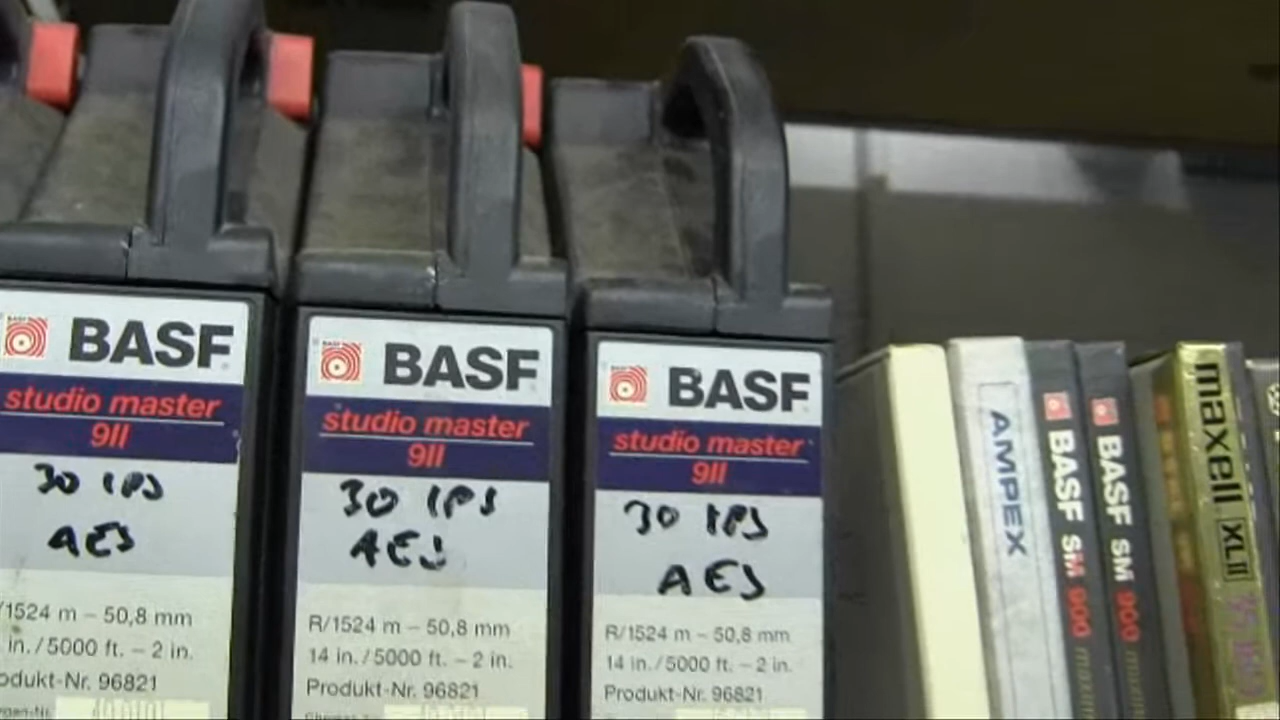 BASF
studio master
911
30 IPS
AES
/1524 m – 50,8 mm
in./5000 ft. – 2 in.
odukt-Nr. 96821
BASF
studio master
911
30 IPS
AES
R/1524 m – 50,8 mm
14 in./5000 ft. – 2 in.
Produkt-Nr. 96821
BASF
studio master
911
30 IPS
AES
R/1524 m – 50,8 mm
14 in./5000 ft. – 2 in.
Produkt-Nr. 96821
AMPEX
BASF SM 900
BASF SM 900
maxell XLII